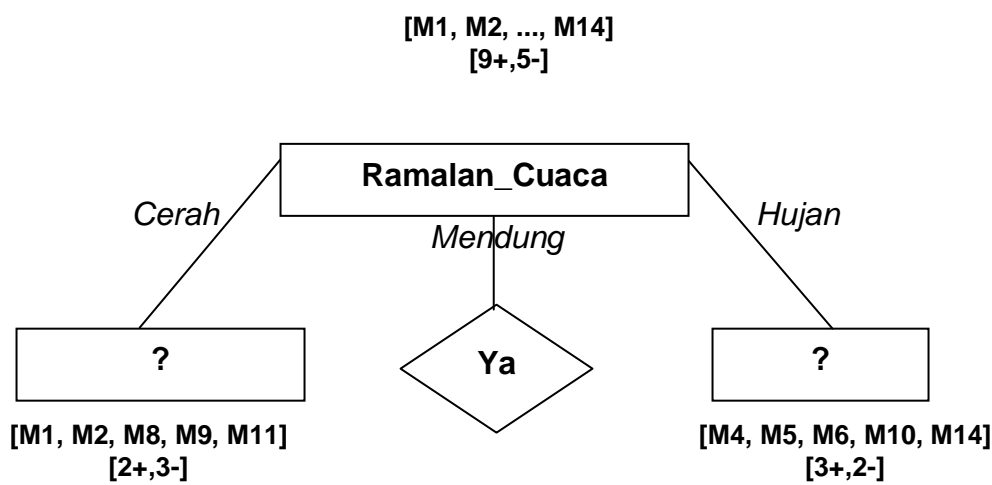 [M1, M2, ..., M14]
[9+,5-]
Ramalan_Cuaca
Cerah
Mendung
Hujan
?
Ya
?
[M1, M2, M8, M9, M11]
[2+,3-]
[M4, M5, M6, M10, M14]
[3+,2-]